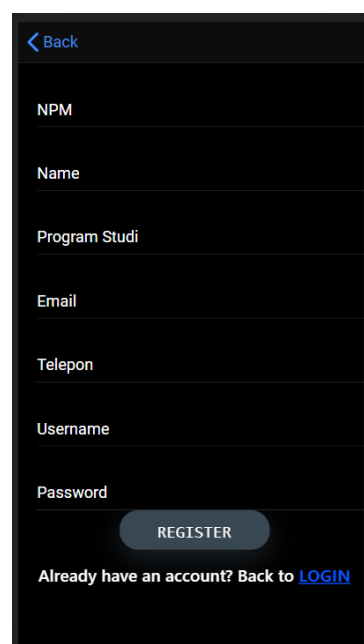 Back
NPM
Name
Program Studi
Email
Telepon
Username
Password
REGISTER
Already have an account? Back to LOGIN